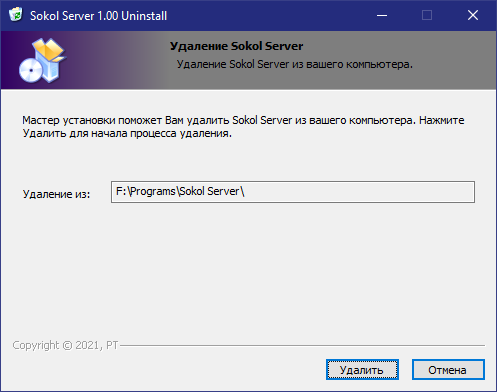 Sokol Server 1.00 Uninstall
Удаление Sokol Server
Удаление Sokol Server из вашего компьютера.
Мастер установки поможет Вам удалить Sokol Server из вашего компьютера. Нажмите
Удалить для начала процесса удаления.
Удаление из:
F:\Programs\Sokol Server\
Copyright © 2021, PT
Удалить
Отмена